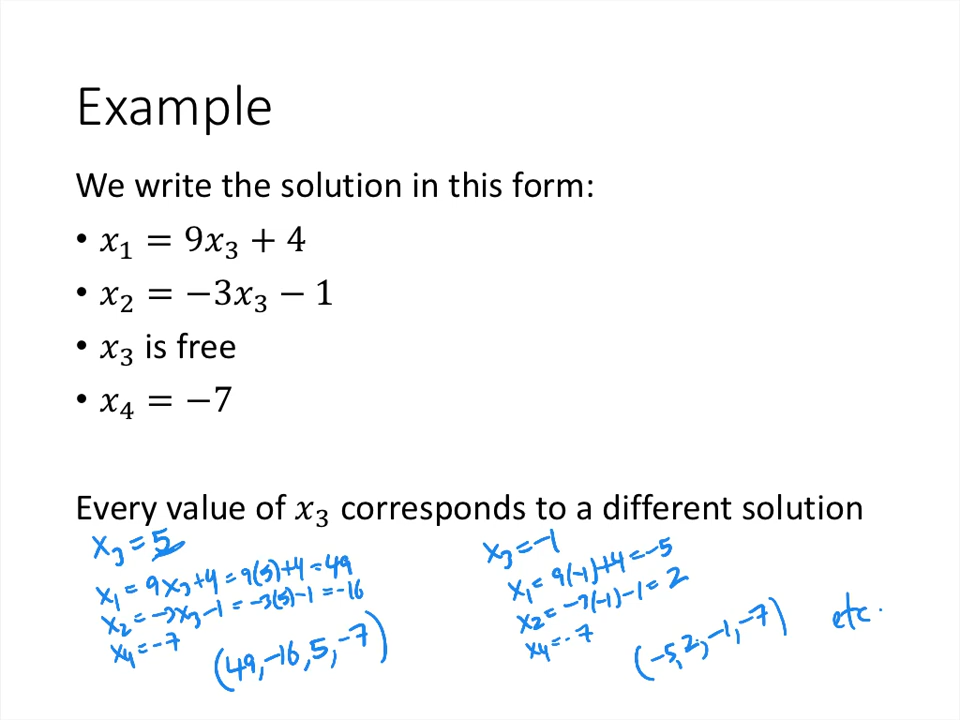 Example
We write the solution in this form:
• x₁ = 9x₃ + 4
• x₂ = −3x₃ − 1
• x₃ is free
• x₄ = −7
Every value of x₃ corresponds to a different solution
x₃ = 5
x₁ = 9x₃+4 = 9(5)+4 = 49
x₂ = −3x₃−1 = −3(5)−1 = −16
x₄ = −7
(49, −16, 5, −7)
x₃ = −1
x₁ = 9(−1)+4 = −5
x₂ = −3(−1)−1 = 2
x₄ = −7
(−5, 2, −1, −7)
etc.